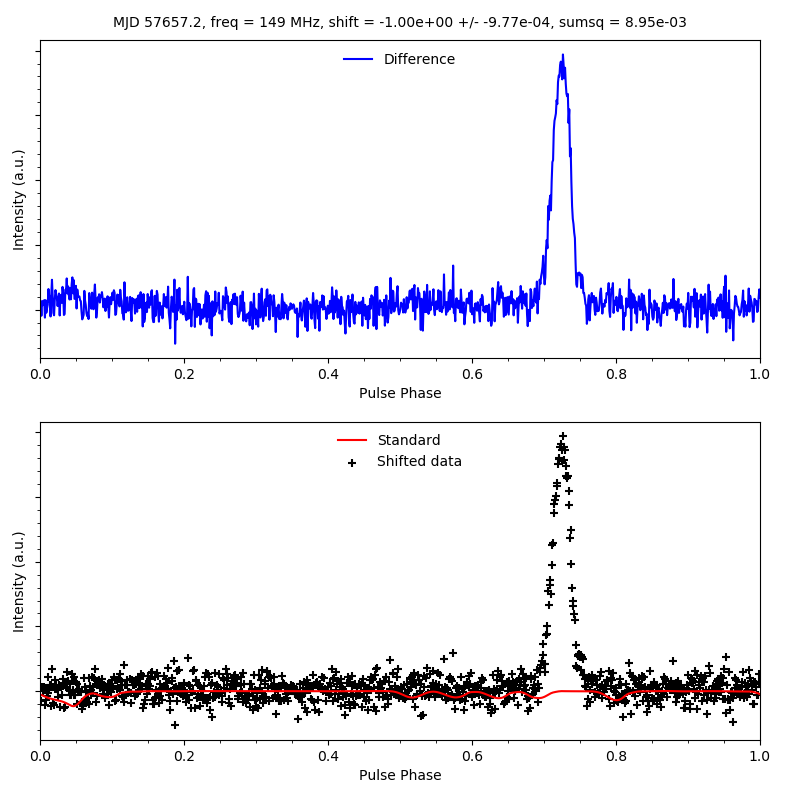 MJD 57657.2, freq = 149 MHz, shift = -1.00e+00 +/- -9.77e-04, sumsq = 8.95e-03
Difference
Intensity (a.u.)
0.0 0.2 0.4 0.6 0.8 1.0
Pulse Phase
Standard
Shifted data
Intensity (a.u.)
0.0 0.2 0.4 0.6 0.8 1.0
Pulse Phase